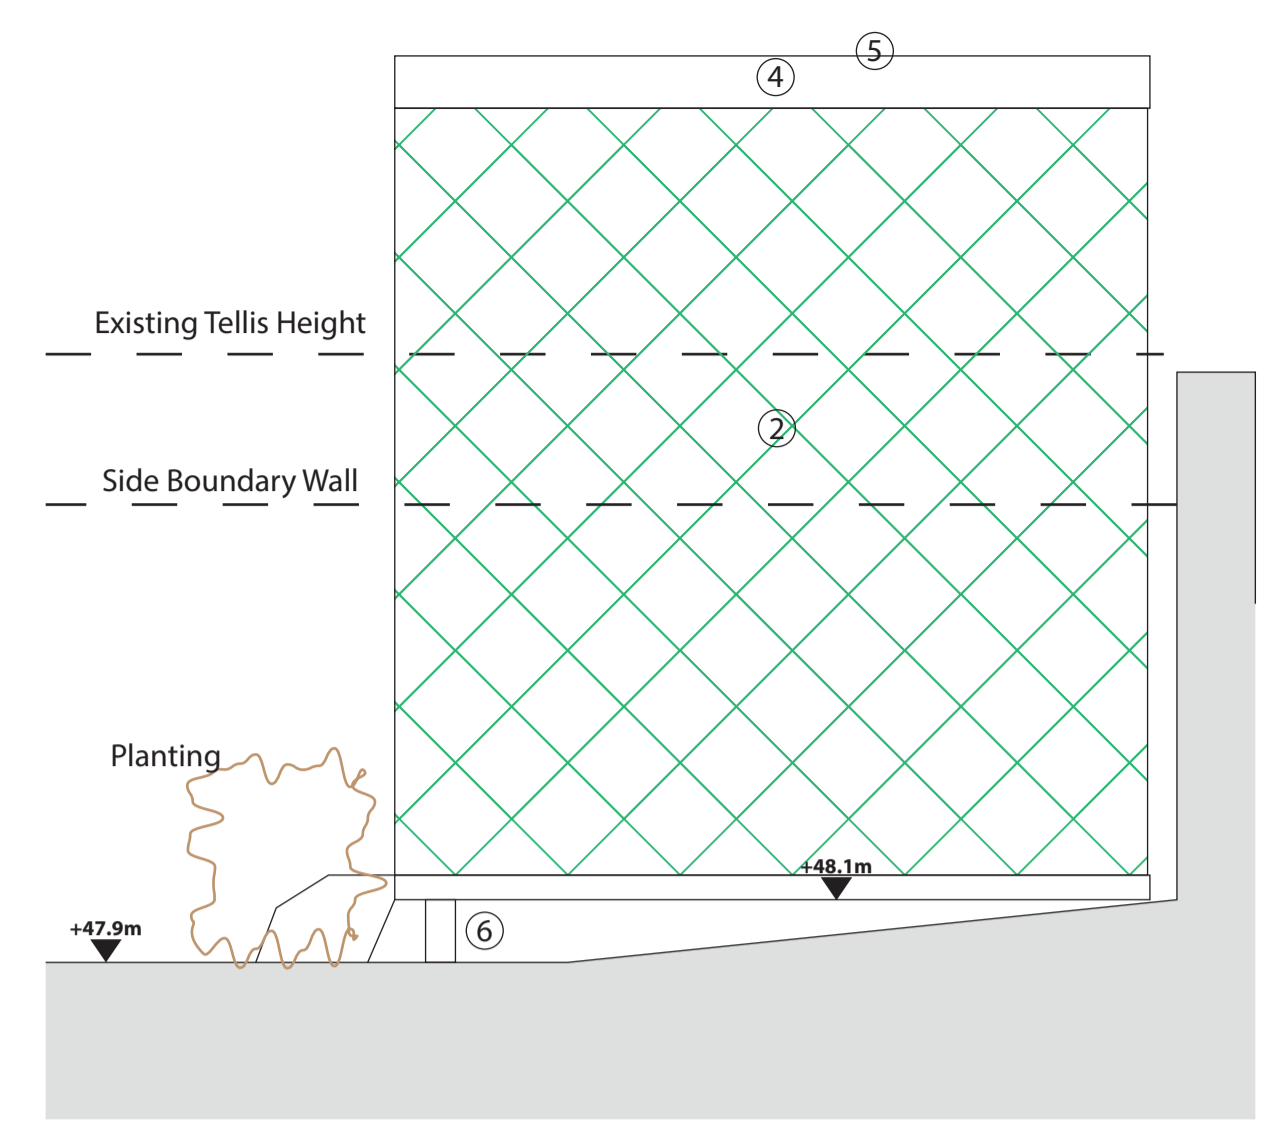 5
4
Existing Tellis Height
2
Side Boundary Wall
Planting
+48.1m
+47.9m
6